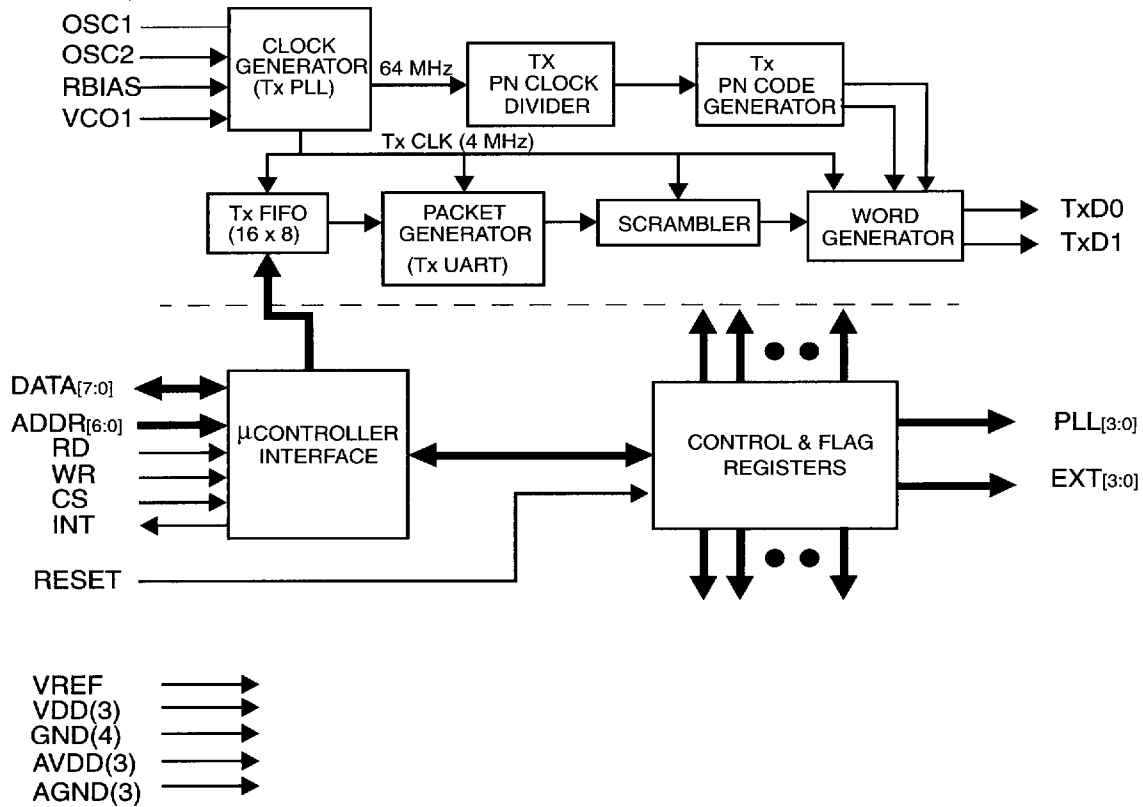 OSC1
OSC2
RBIAS
VCO1
CLOCK
GENERATOR
(Tx PLL)
64 MHz
TX
PN CLOCK
DIVIDER
Tx
PN CODE
GENERATOR
Tx CLK (4 MHz)
Tx FIFO
(16 x 8)
PACKET
GENERATOR
(Tx UART)
SCRAMBLER
WORD
GENERATOR
TxD0
TxD1
DATA[7:0]
ADDR[6:0]
RD
WR
CS
INT
RESET
µCONTROLLER
INTERFACE
CONTROL & FLAG
REGISTERS
PLL[3:0]
EXT[3:0]
VREF
VDD(3)
GND(4)
AVDD(3)
AGND(3)